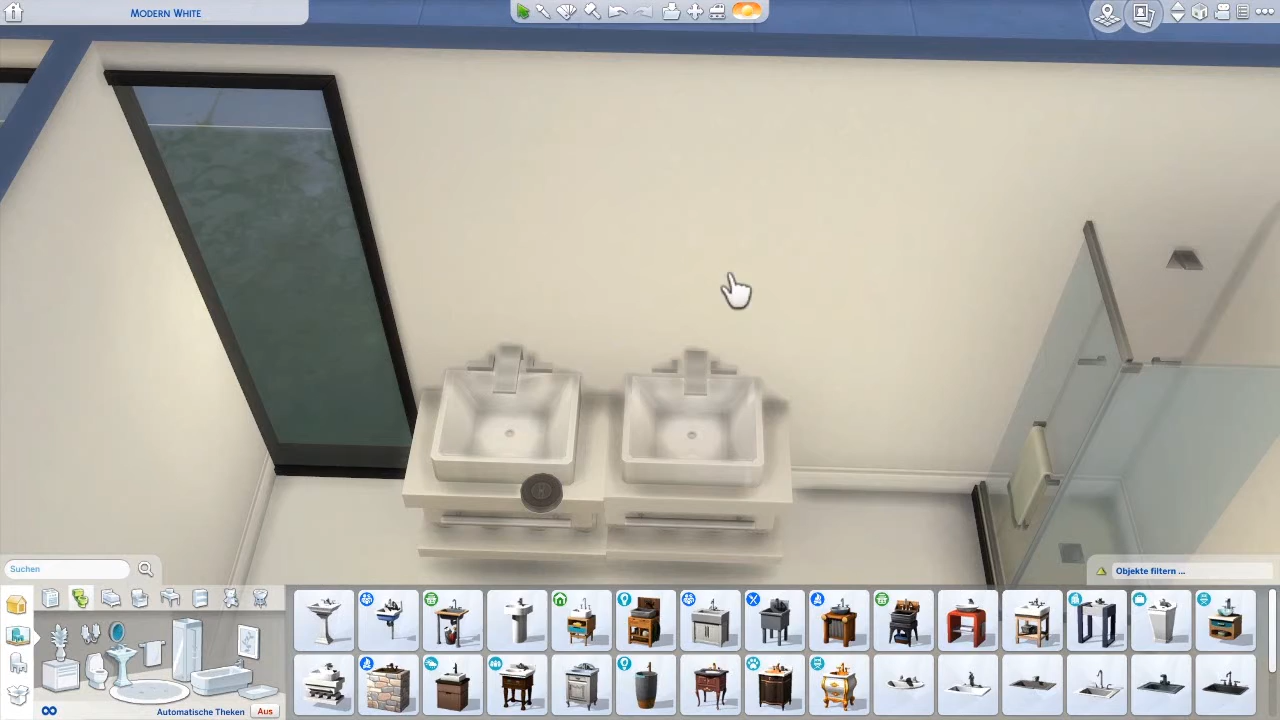 MODERN WHITE
Suchen
Objekte filtern ...
Automatische Theken Aus